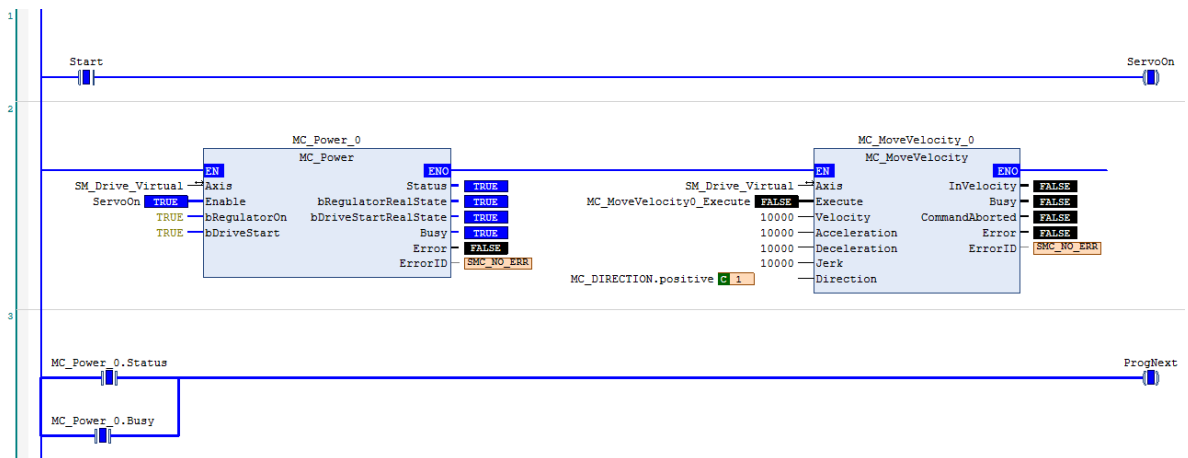 1
Start
ServoOn
2
MC_Power_0
MC_MoveVelocity_0
MC_Power
MC_MoveVelocity
EN ENO
EN ENO
SM_Drive_Virtual Axis Status TRUE
SM_Drive_Virtual Axis InVelocity FALSE
ServoOn TRUE Enable bRegulatorRealState TRUE
MC_MoveVelocity0_Execute FALSE Execute Busy FALSE
TRUE bRegulatorOn bDriveStartRealState TRUE
10000 Velocity CommandAborted FALSE
TRUE bDriveStart Busy TRUE
10000 Acceleration Error FALSE
Error FALSE
10000 Deceleration ErrorID SMC_NO_ERR
ErrorID SMC_NO_ERR
10000 Jerk
MC_DIRECTION.positive C 1 Direction
3
MC_Power_0.Status
ProgNext
MC_Power_0.Busy